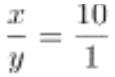 x/y = 10/1